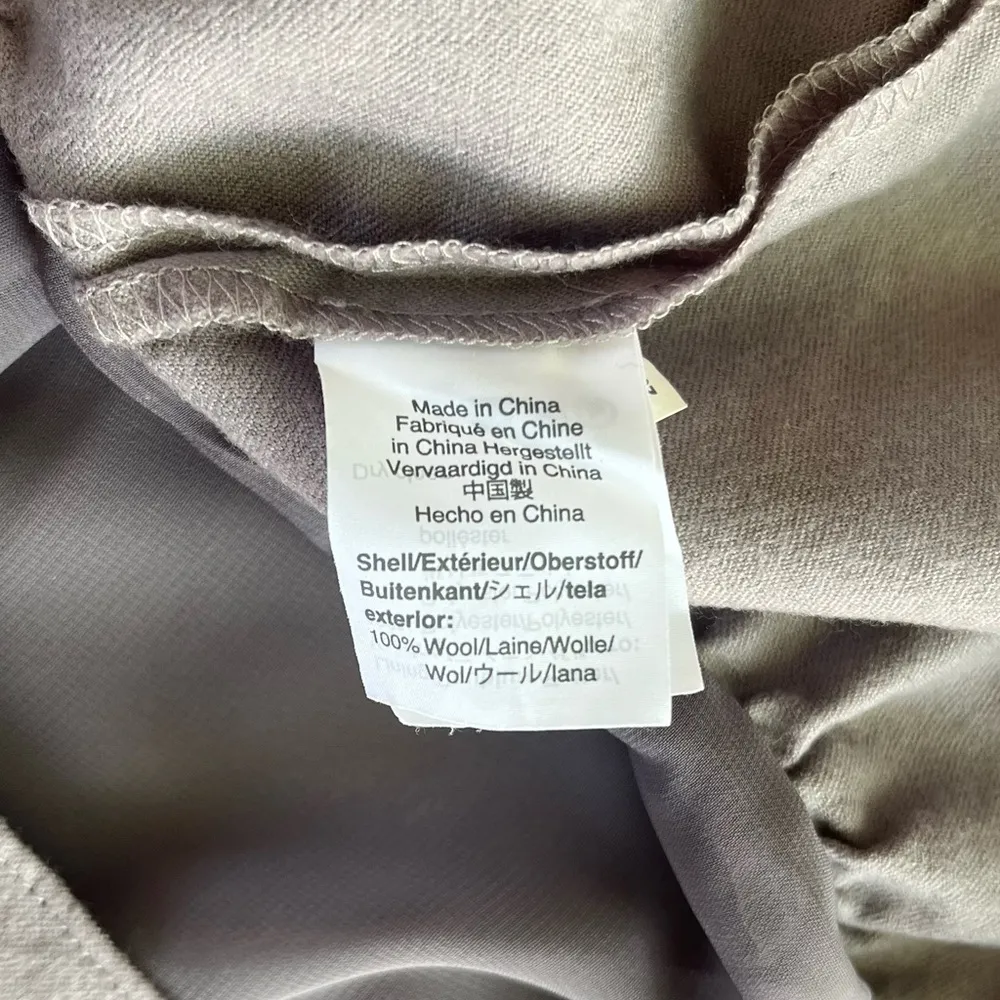 Made in China
Fabriqué en Chine
in China Hergestellt
Vervaardigd in China
中国製
Hecho en China
Shell/Extérieur/Oberstoff/
Buitenkant/シェル/tela
exterior:
100% Wool/Laine/Wolle/
Wol/ウール/lana